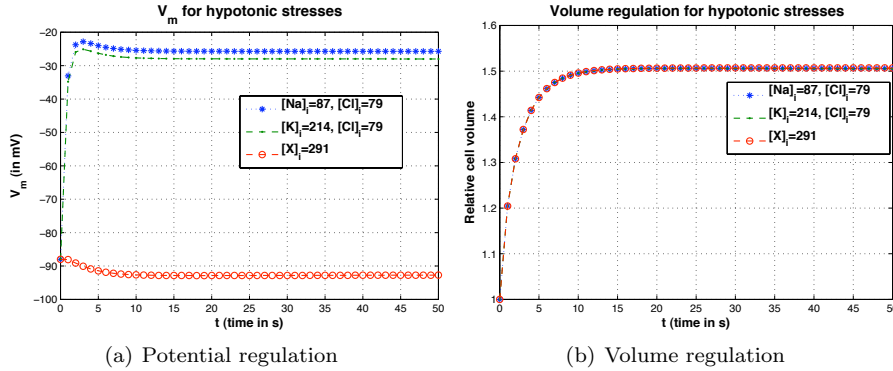 V_m for hypotonic stresses
V_m (in mV)
−20
−30
−40
−50
−60
−70
−80
−90
−100
[Na]_i=87, [Cl]_i=79
[K]_i=214, [Cl]_i=79
[X]_i=291
0 5 10 15 20 25 30 35 40 45 50
t (time in s)
(a) Potential regulation
Volume regulation for hypotonic stresses
Relative cell volume
1.6
1.5
1.4
1.3
1.2
1.1
1
[Na]_i=87, [Cl]_i=79
[K]_i=214, [Cl]_i=79
[X]_i=291
0 5 10 15 20 25 30 35 40 45 50
t (time in s)
(b) Volume regulation